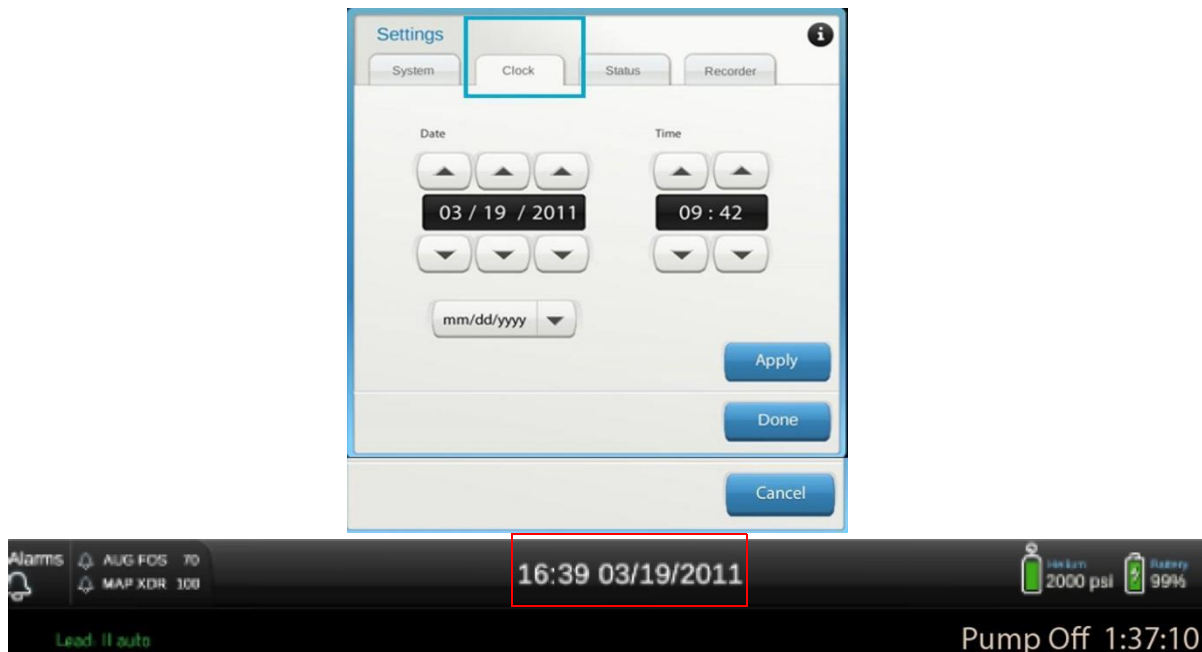 Settings
i
System Clock Status Recorder
Date Time
03 / 19 / 2011 09 : 42
mm/dd/yyyy
Apply
Done
Cancel
Alarms AUG FOS 70 16:39 03/19/2011 Helium Battery
MAP XDR 100 2000 psi 99%
Lead: II auto Pump Off 1:37:10